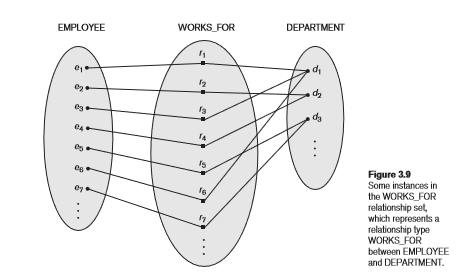 EMPLOYEE WORKS_FOR DEPARTMENT
e1
e2
e3
e4
e5
e6
e7
r1
r2
r3
r4
r5
r6
r7
d1
d2
d3
Figure 3.9
Some instances in
the WORKS_FOR
relationship set,
which represents a
relationship type
WORKS_FOR
between EMPLOYEE
and DEPARTMENT.